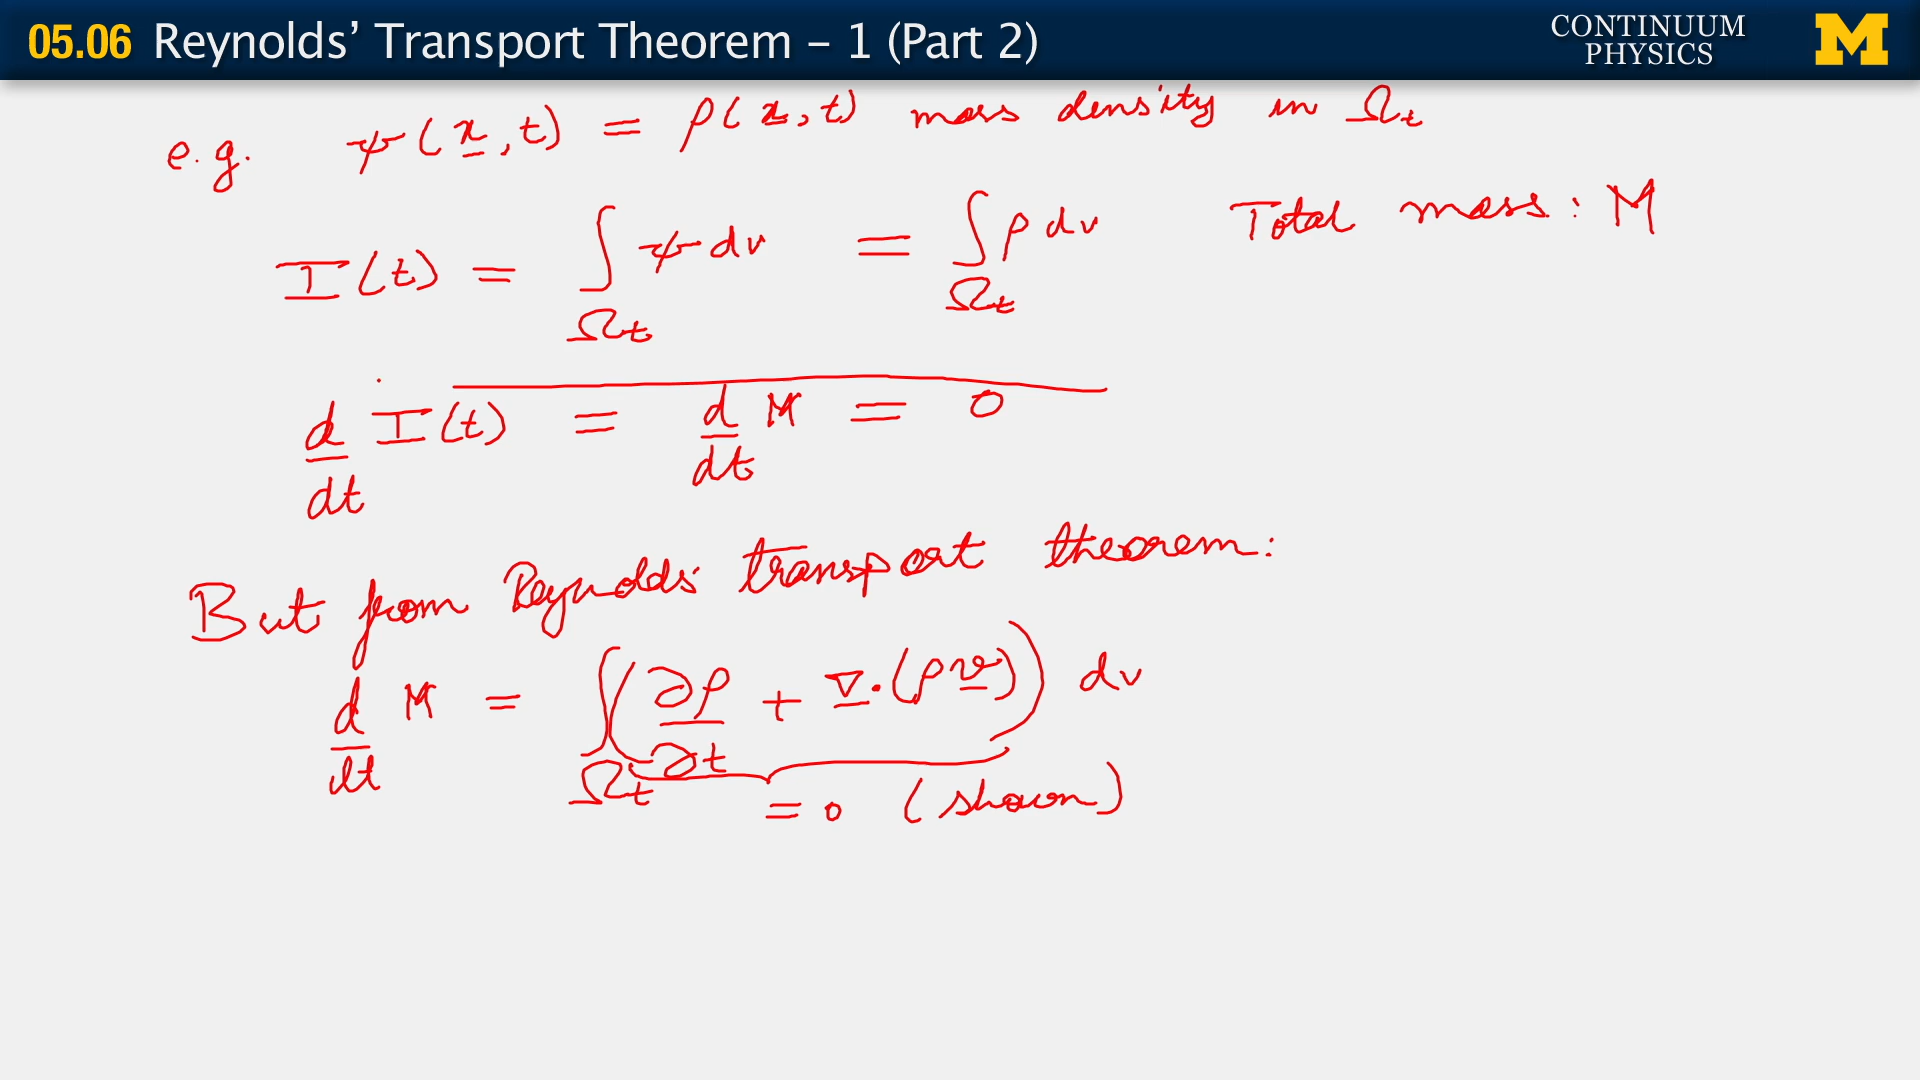 05.06 Reynolds’ Transport Theorem – 1 (Part 2)
CONTINUUM PHYSICS M
e.g. ψ(x, t) = ρ(x, t) mass density in Ωt
I(t) = ∫Ωt ψ dv = ∫Ωt ρ dv Total mass: M
d/dt I(t) = d/dt M = 0
But from Reynolds' transport theorem:
d/dt M = ∫Ωt (∂ρ/∂t + ∇·(ρv)) dv
= 0 (shown)